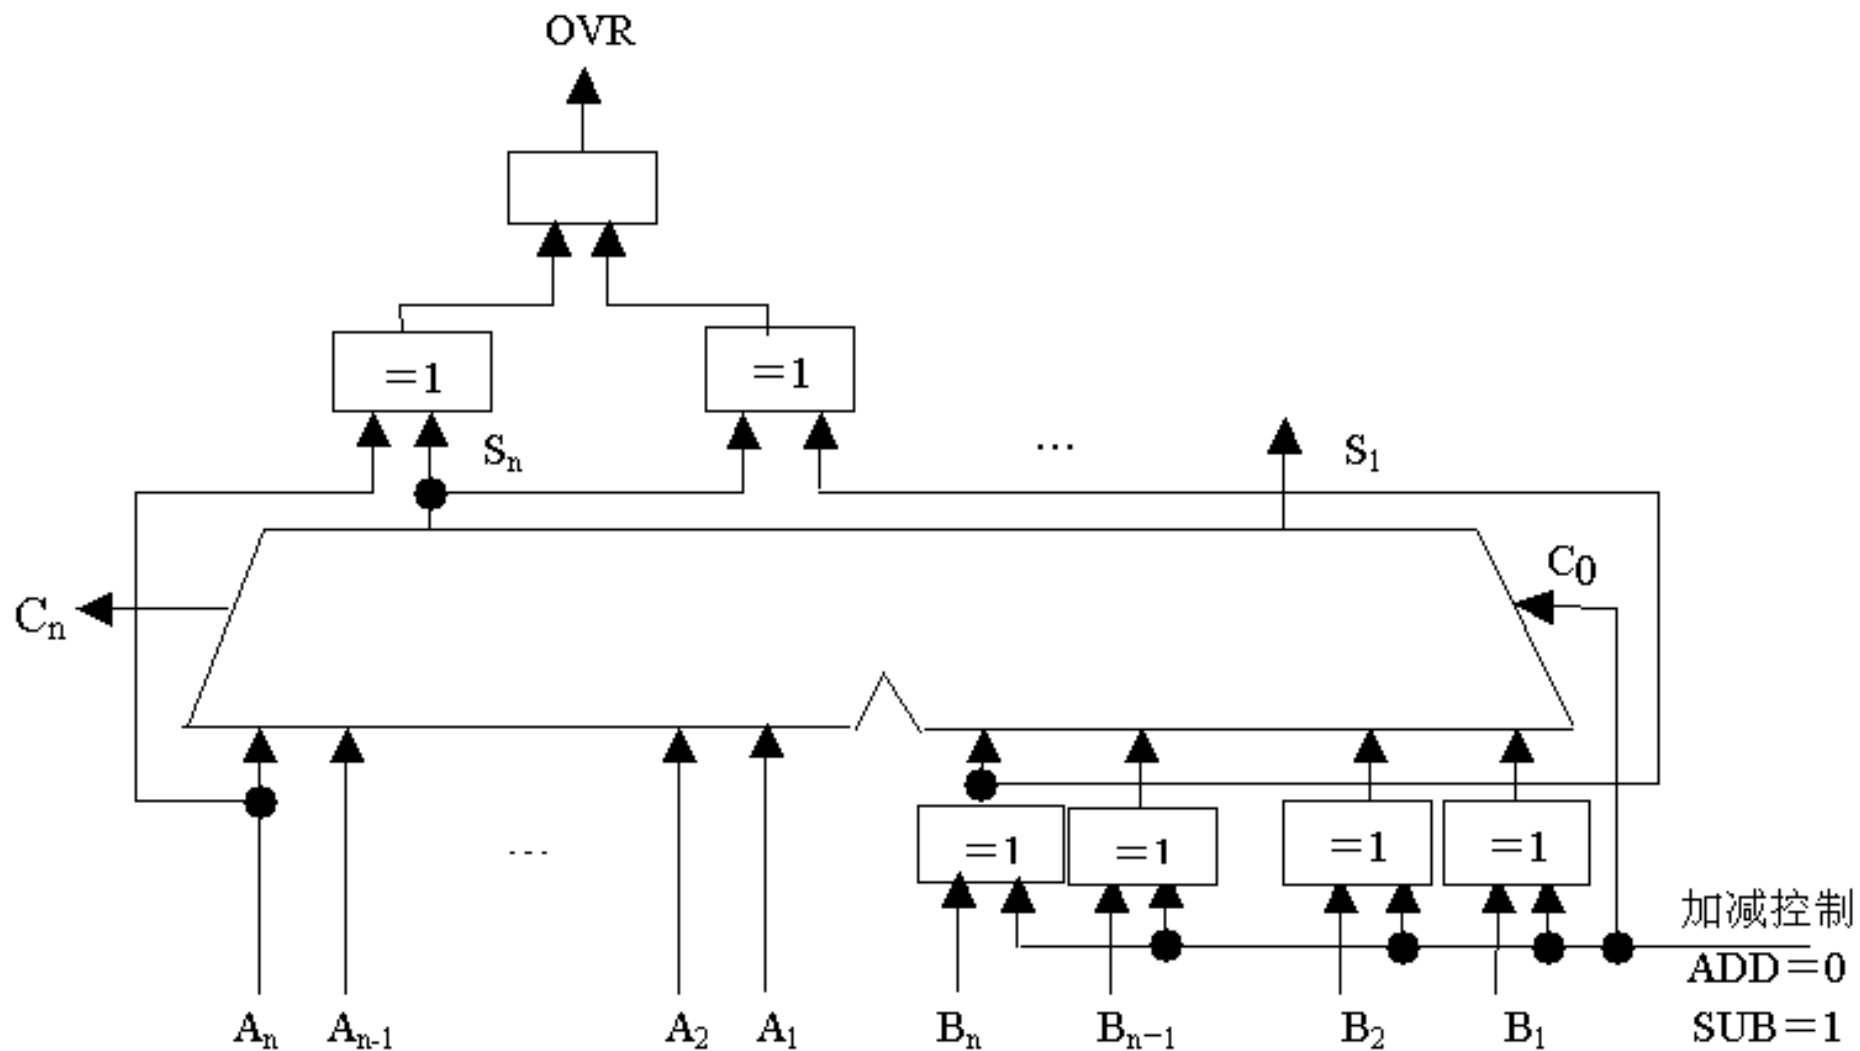 OVR
=1 =1
Sₙ … S₁
Cₙ C₀
… =1 =1 =1 =1
加减控制
ADD=0
Aₙ Aₙ₋₁ A₂ A₁ Bₙ Bₙ₋₁ B₂ B₁ SUB=1